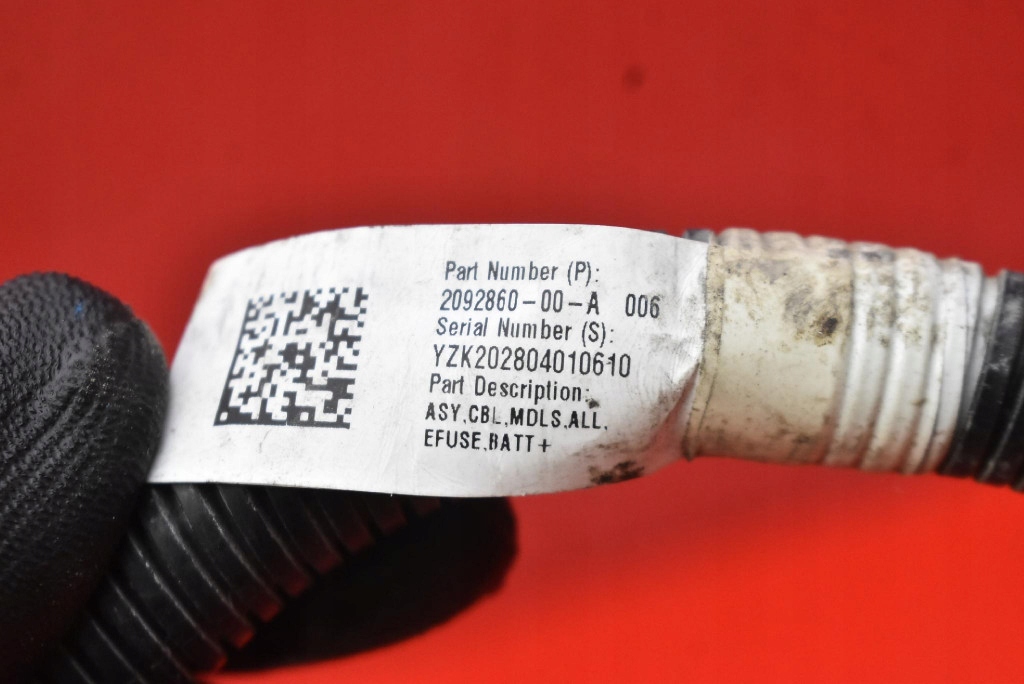 Part Number (P):
2092860-00-A 006
Serial Number (S):
YZK202804010610
Part Description:
ASY,CBL,MDLS,ALL,
EFUSE,BATT+